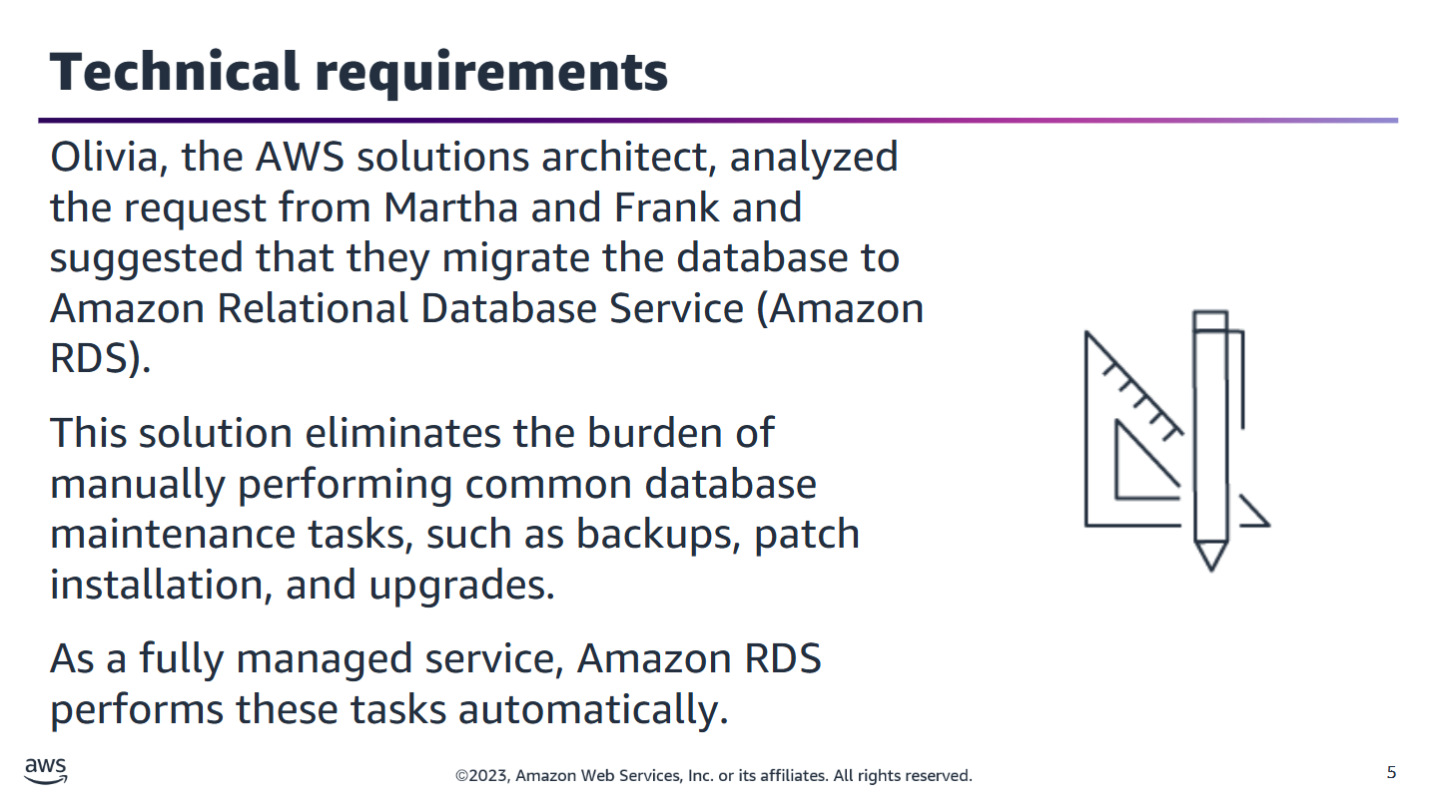 Technical requirements
Olivia, the AWS solutions architect, analyzed
the request from Martha and Frank and
suggested that they migrate the database to
Amazon Relational Database Service (Amazon
RDS).
This solution eliminates the burden of
manually performing common database
maintenance tasks, such as backups, patch
installation, and upgrades.
As a fully managed service, Amazon RDS
performs these tasks automatically.
aws
©2023, Amazon Web Services, Inc. or its affiliates. All rights reserved.
5